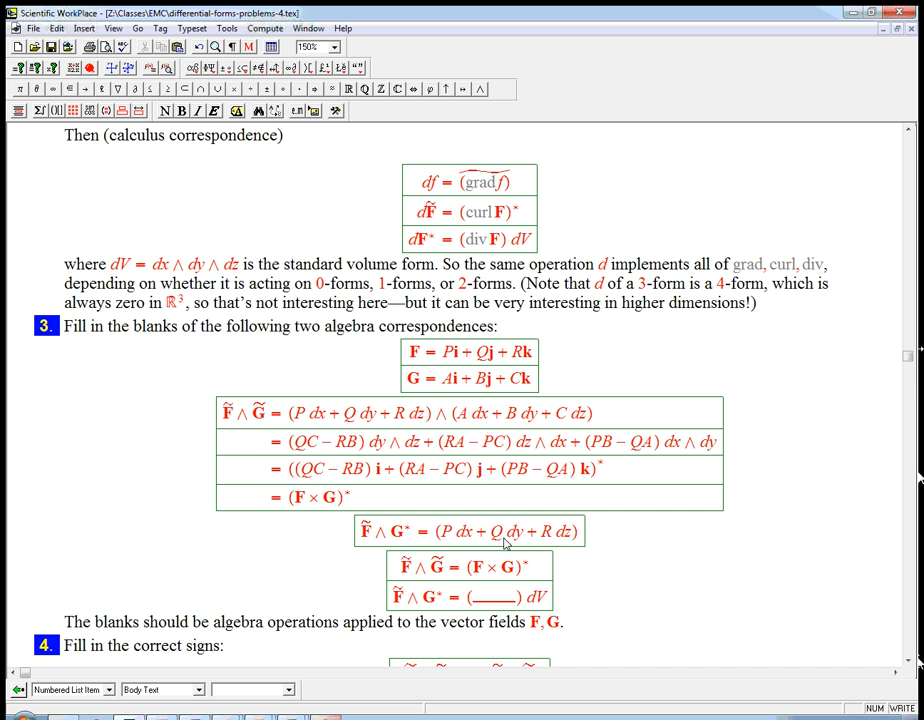 Scientific WorkPlace - [Z:\Classes\EMC\differential-forms-problems-4.tex]
File Edit Insert View Go Tag Typeset Tools Compute Window Help
150%
N B I E
Then (calculus correspondence)
df = (grad f)~
dF̃ = (curl F)*
dF* = (div F) dV
where dV = dx ∧ dy ∧ dz is the standard volume form. So the same operation d implements all of grad, curl, div,
depending on whether it is acting on 0-forms, 1-forms, or 2-forms. (Note that d of a 3-form is a 4-form, which is
always zero in ℝ³, so that's not interesting here—but it can be very interesting in higher dimensions!)
3. Fill in the blanks of the following two algebra correspondences:
F = Pi + Qj + Rk
G = Ai + Bj + Ck
F̃ ∧ G̃ = (P dx + Q dy + R dz) ∧ (A dx + B dy + C dz)
= (QC − RB) dy ∧ dz + (RA − PC) dz ∧ dx + (PB − QA) dx ∧ dy
= ((QC − RB) i + (RA − PC) j + (PB − QA) k)*
= (F × G)*
F̃ ∧ G* = (P dx + Q dy + R dz)
F̃ ∧ G̃ = (F × G)*
F̃ ∧ G* = (_____) dV
The blanks should be algebra operations applied to the vector fields F, G.
4. Fill in the correct signs:
Numbered List Item Body Text
NUM WRITE